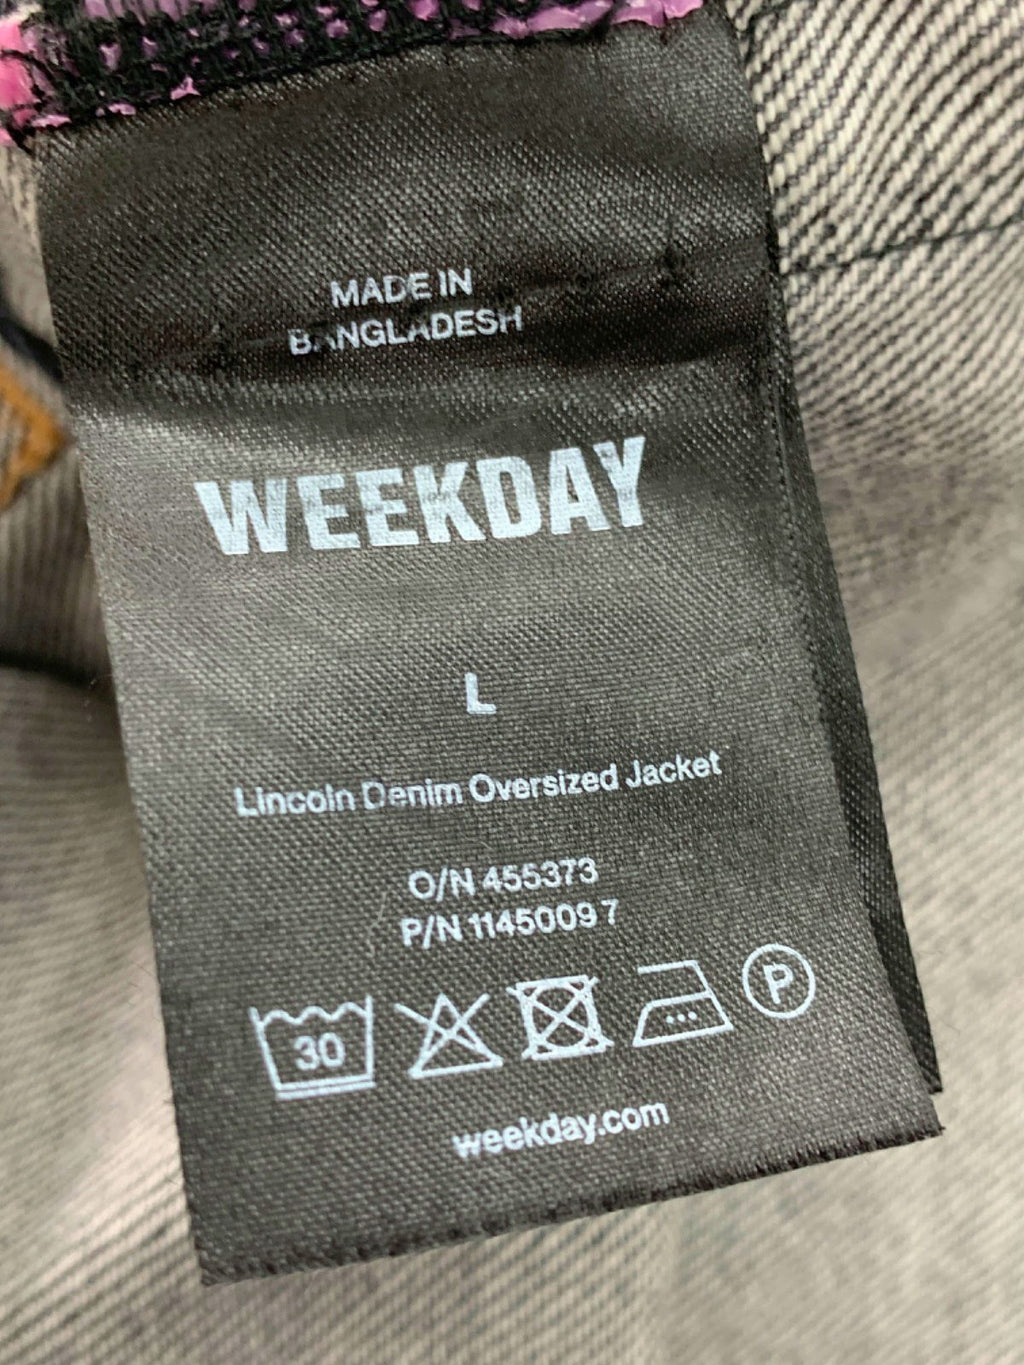 MADE IN
BANGLADESH
WEEKDAY
L
Lincoln Denim Oversized Jacket
O/N 455373
P/N 1145009 7
30
P
weekday.com